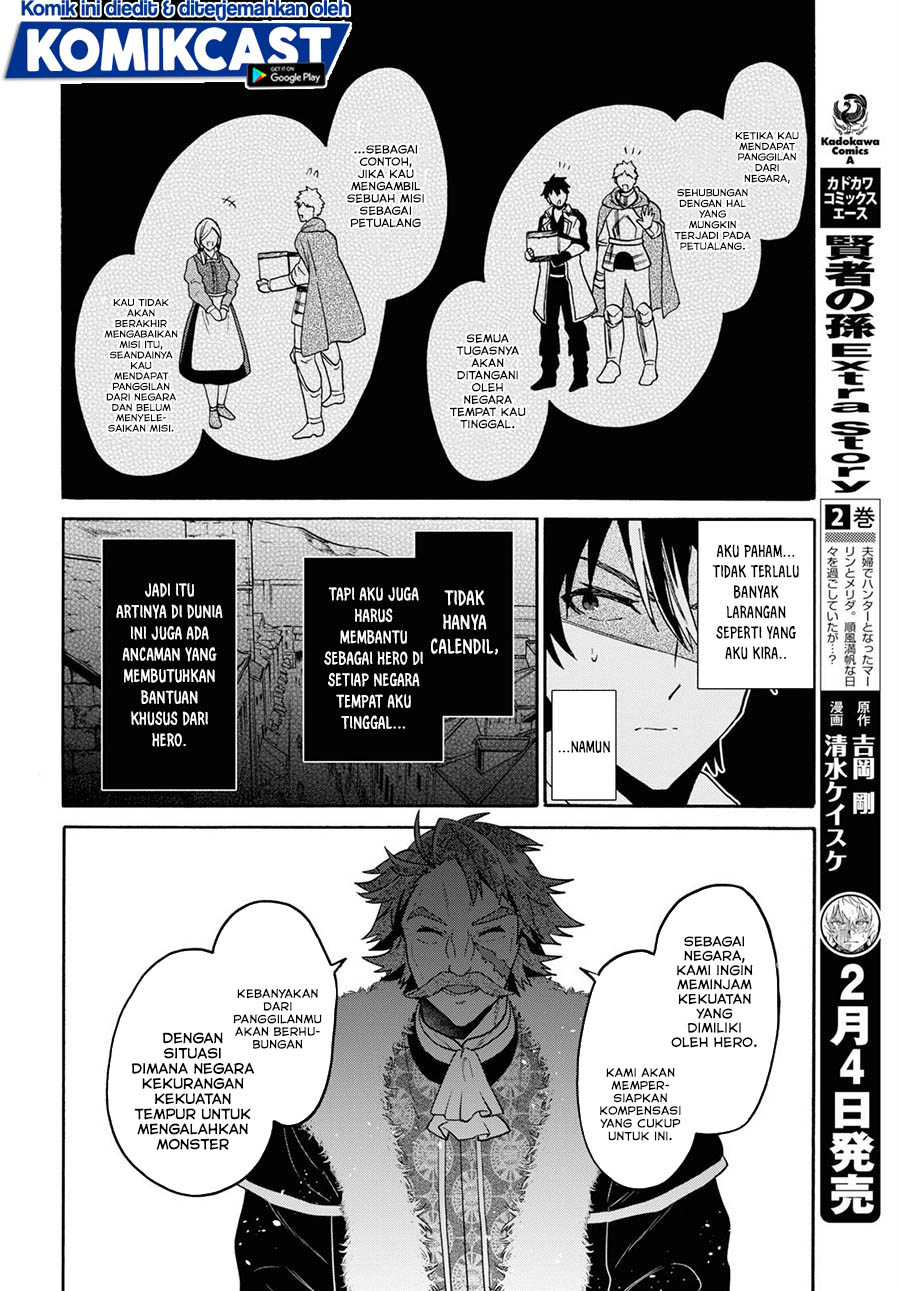 Komik ini diedit & diterjemahkan oleh
KOMIKCAST
GET IT ON
Google Play
KETIKA KAU
MENDAPAT
PANGGILAN
DARI
NEGARA,
SEHUBUNGAN
DENGAN HAL
YANG
MUNGKIN
TERJADI PADA
PETUALANG.
SEMUA
TUGASNYA
AKAN
DITANGANI
OLEH
NEGARA
TEMPAT KAU
TINGGAL.
...SEBAGAI
CONTOH,
JIKA KAU
MENGAMBIL
SEBUAH MISI
SEBAGAI
PETUALANG
KAU TIDAK
AKAN
BERAKHIR
MENGABAIKAN
MISI ITU,
SEANDAINYA
KAU
MENDAPAT
PANGGILAN
DARI NEGARA
DAN BELUM
MENYELE-
SAIKAN MISI.
AKU PAHAM...
TIDAK TERLALU
BANYAK
LARANGAN
SEPERTI YANG
AKU KIRA..
...NAMUN
TIDAK
HANYA
CALENDIL,
TAPI AKU JUGA
HARUS
MEMBANTU
SEBAGAI HERO DI
SETIAP NEGARA
TEMPAT AKU
TINGGAL...
JADI ITU
ARTINYA DI DUNIA
INI JUGA ADA
ANCAMAN YANG
MEMBUTUHKAN
BANTUAN
KHUSUS DARI
HERO.
SEBAGAI
NEGARA,
KAMI INGIN
MEMINJAM
KEKUATAN
YANG
DIMILIKI
OLEH HERO.
KAMI AKAN
MEMPER-
SIAPKAN
KOMPENSASI
YANG CUKUP
UNTUK INI.
KEBANYAKAN
DARI
PANGGILANMU
AKAN BERHU-
BUNGAN
DENGAN
SITUASI
DIMANA NEGARA
KEKURANGAN
KEKUATAN
TEMPUR UNTUK
MENGALAHKAN
MONSTER
Kadokawa
Comics
A
カドカワ
コミックス
エース
賢者の孫 Extra Story
2巻
夫婦でハンターとなったマー
リンとメリダ。順風満帆な日
々を過ごしていたが…?
原作 吉岡 剛
漫画 清水ケイスケ
2月4日発売